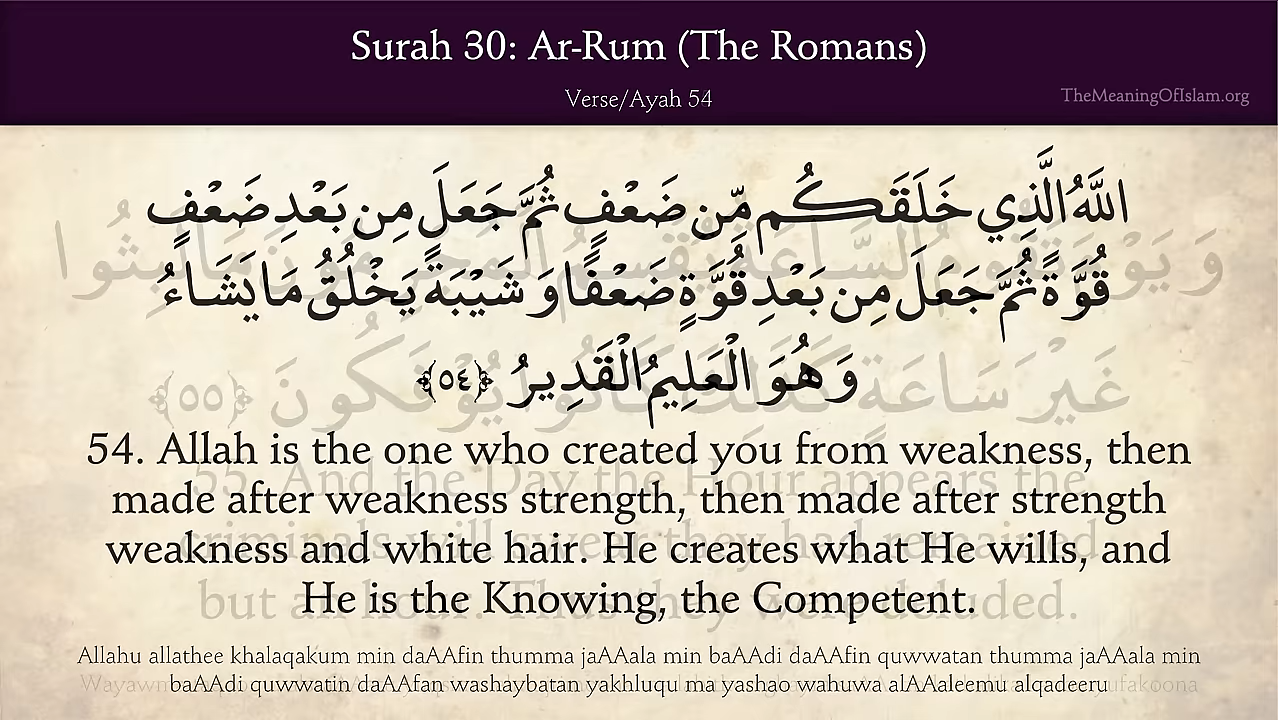 Surah 30: Ar-Rum (The Romans)
Verse/Ayah 54
TheMeaningOfIslam.org
اللَّهُ الَّذِي خَلَقَكُم مِّن ضَعْفٍ ثُمَّ جَعَلَ مِن بَعْدِ ضَعْفٍ
قُوَّةً ثُمَّ جَعَلَ مِن بَعْدِ قُوَّةٍ ضَعْفًا وَ شَيْبَةً يَخْلُقُ مَا يَشَاءُ
وَ هُوَ الْعَلِيمُ الْقَدِيرُ ﴿٥٤﴾
54. Allah is the one who created you from weakness, then
made after weakness strength, then made after strength
weakness and white hair. He creates what He wills, and
He is the Knowing, the Competent.
Allahu allathee khalaqakum min daAAfin thumma jaAAala min baAAdi daAAfin quwwatan thumma jaAAala min
baAAdi quwwatin daAAfan washaybatan yakhluqu ma yashao wahuwa alAAaleemu alqadeeru